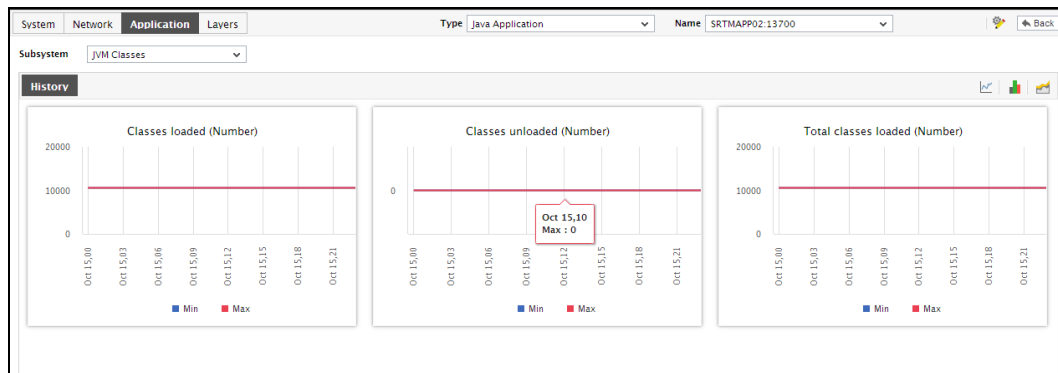 System Network Application Layers Type Java Application Name SRTMAPP02:13700 Back
Subsystem JVM Classes
History
Classes loaded (Number)
20000
10000
0
Oct 15,00 Oct 15,03 Oct 15,06 Oct 15,09 Oct 15,12 Oct 15,15 Oct 15,18 Oct 15,21
Min Max
Classes unloaded (Number)
0
Oct 15,10
Max : 0
Oct 15,00 Oct 15,03 Oct 15,06 Oct 15,09 Oct 15,12 Oct 15,15 Oct 15,18 Oct 15,21
Min Max
Total classes loaded (Number)
20000
10000
0
Oct 15,00 Oct 15,03 Oct 15,06 Oct 15,09 Oct 15,12 Oct 15,15 Oct 15,18 Oct 15,21
Min Max